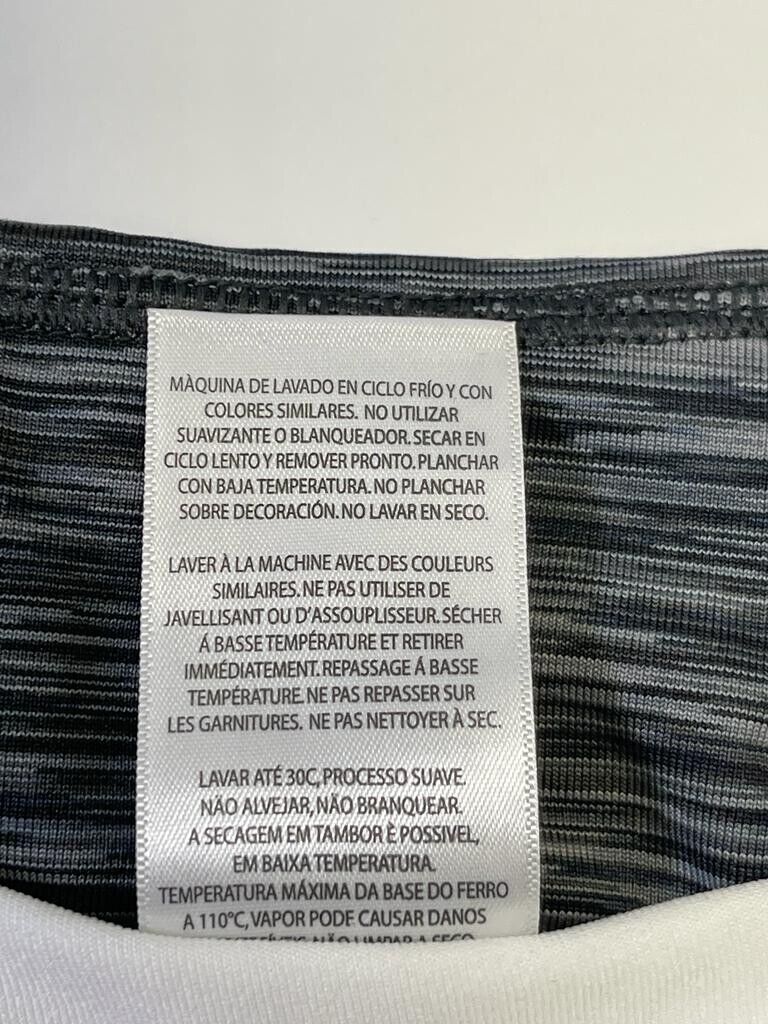 MÀQUINA DE LAVADO EN CICLO FRÍO Y CON
COLORES SIMILARES. NO UTILIZAR
SUAVIZANTE O BLANQUEADOR. SECAR EN
CICLO LENTO Y REMOVER PRONTO. PLANCHAR
CON BAJA TEMPERATURA. NO PLANCHAR
SOBRE DECORACIÓN. NO LAVAR EN SECO.
LAVER À LA MACHINE AVEC DES COULEURS
SIMILAIRES. NE PAS UTILISER DE
JAVELLISANT OU D'ASSOUPLISSEUR. SÉCHER
Á BASSE TEMPÉRATURE ET RETIRER
IMMÉDIATEMENT. REPASSAGE Á BASSE
TEMPÉRATURE. NE PAS REPASSER SUR
LES GARNITURES. NE PAS NETTOYER À SEC.
LAVAR ATÉ 30C, PROCESSO SUAVE.
NÃO ALVEJAR, NÃO BRANQUEAR.
A SECAGEM EM TAMBOR È POSSIVEL,
EM BAIXA TEMPERATURA.
TEMPERATURA MÁXIMA DA BASE DO FERRO
A 110°C, VAPOR PODE CAUSAR DANOS
NÃO LIMPAR A SECO